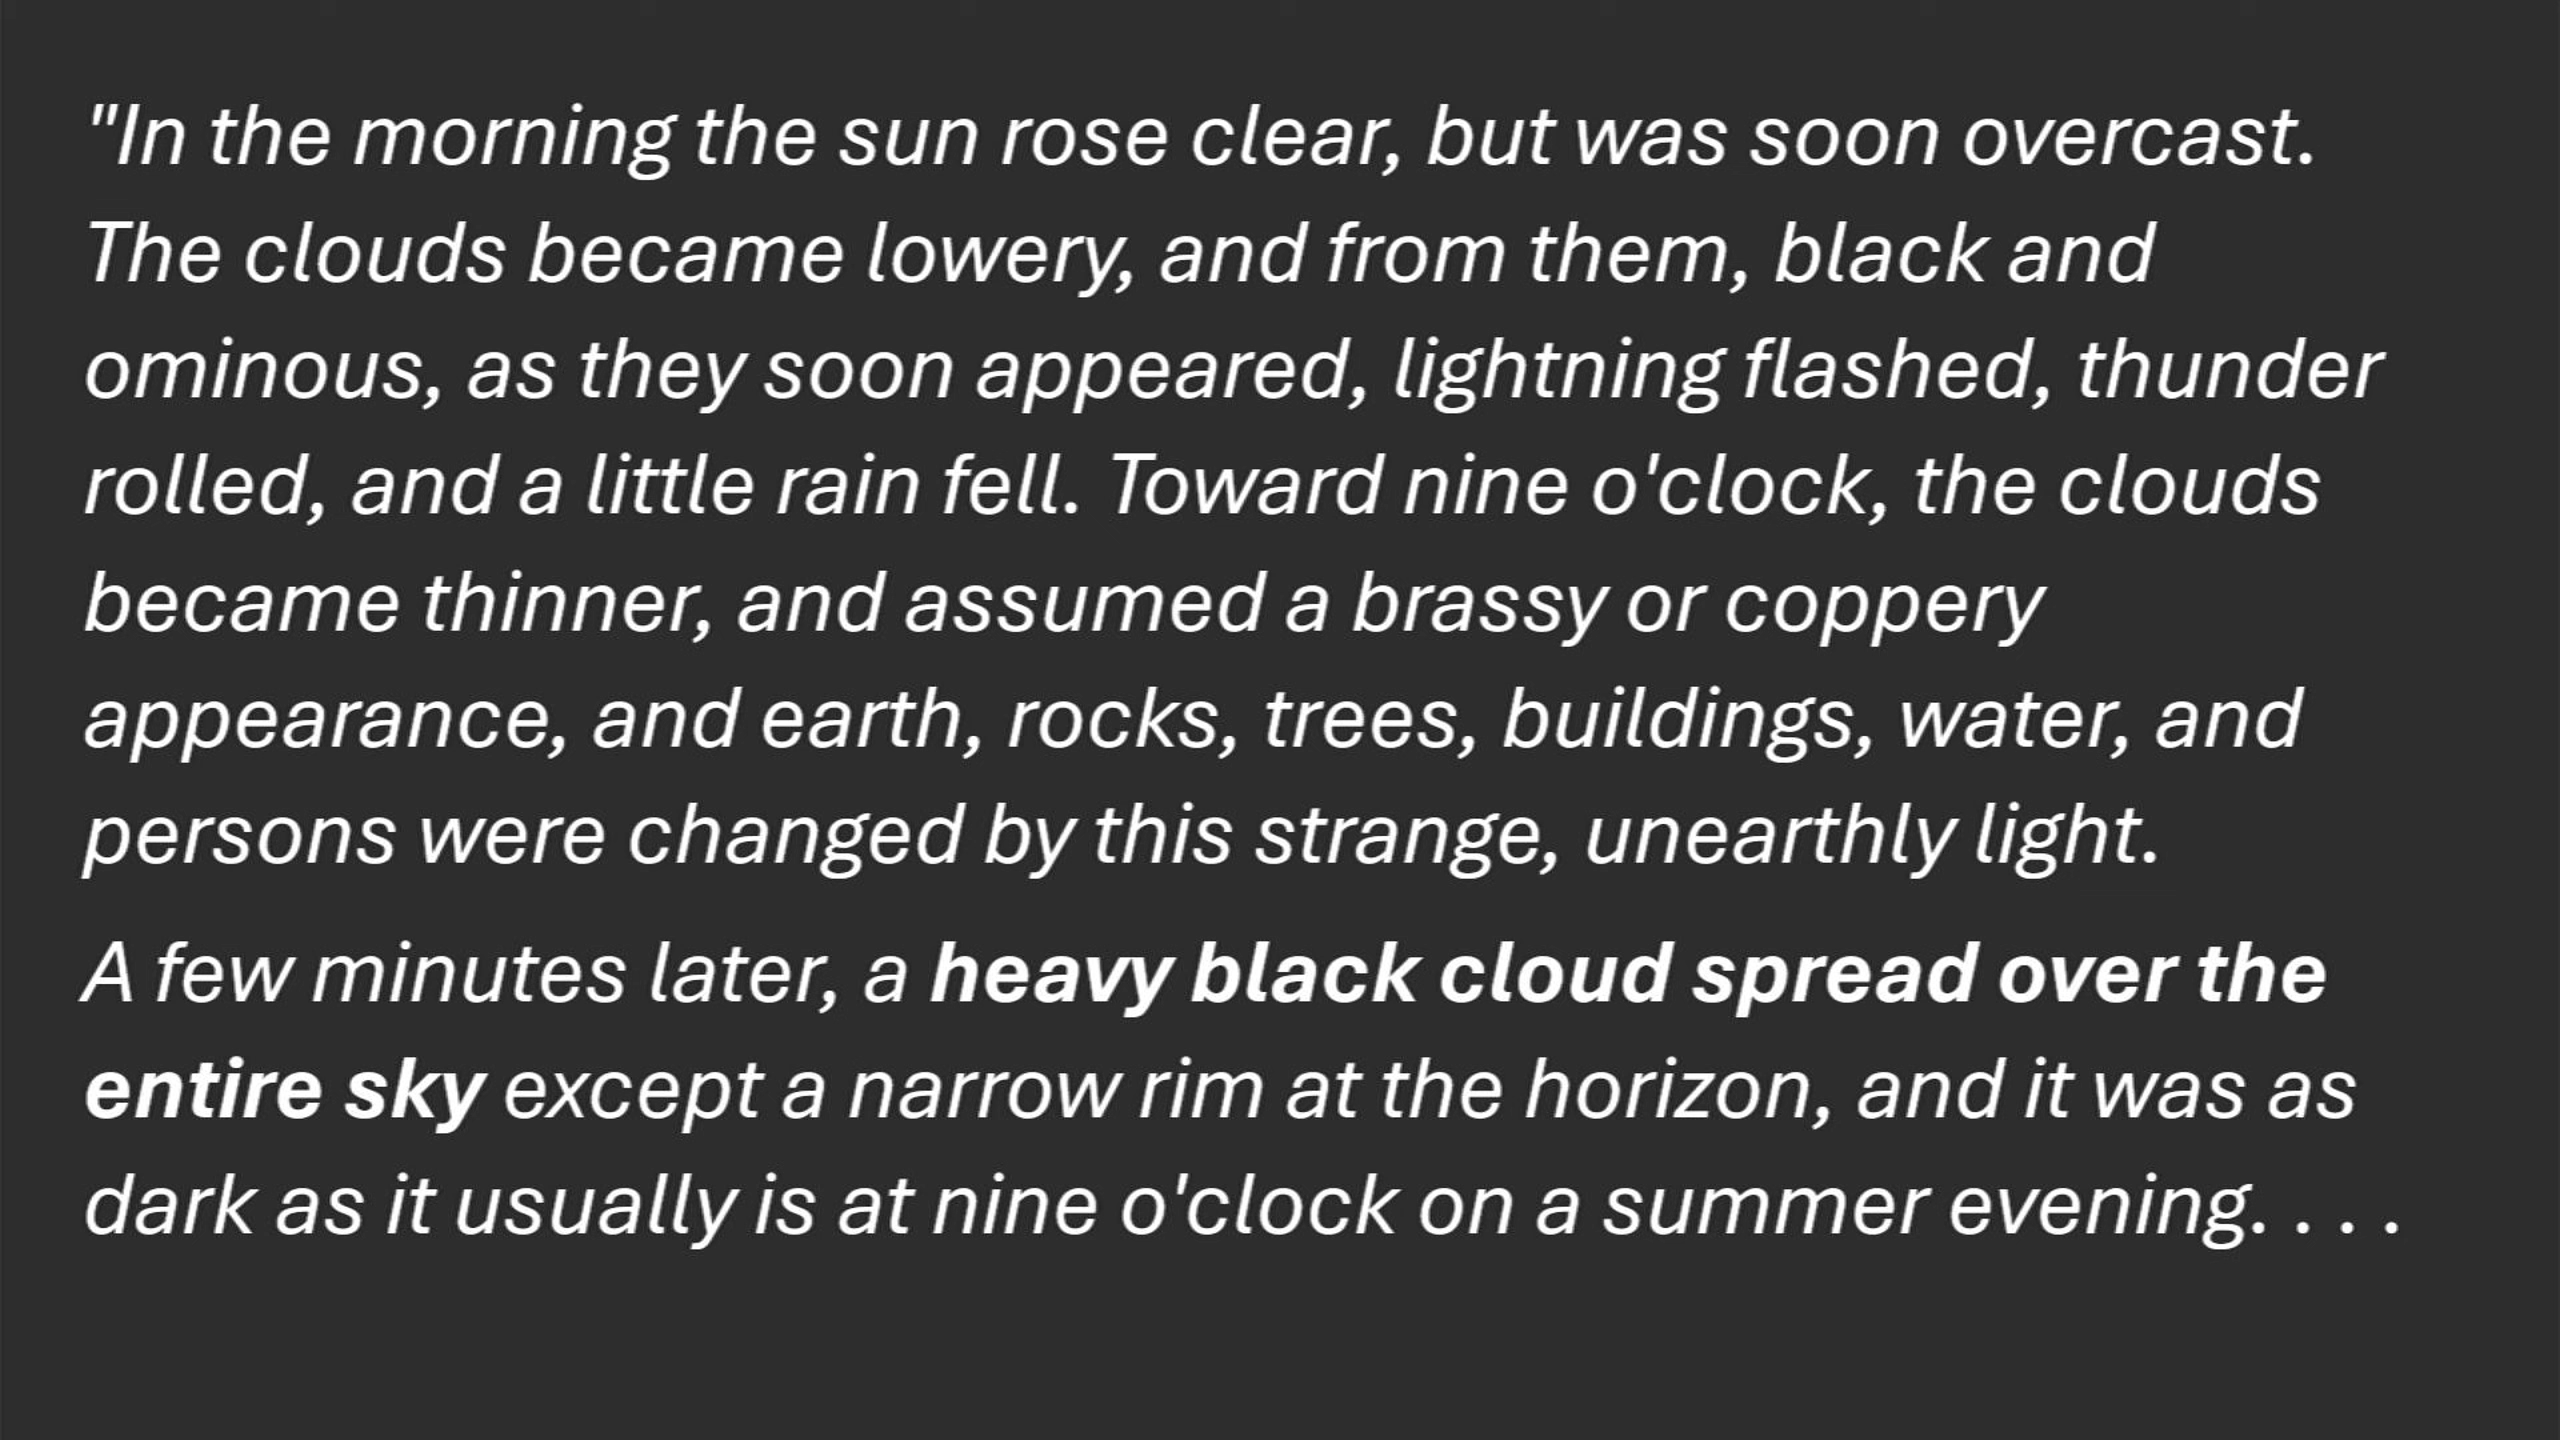 "In the morning the sun rose clear, but was soon overcast.
The clouds became lowery, and from them, black and
ominous, as they soon appeared, lightning flashed, thunder
rolled, and a little rain fell. Toward nine o'clock, the clouds
became thinner, and assumed a brassy or coppery
appearance, and earth, rocks, trees, buildings, water, and
persons were changed by this strange, unearthly light.
A few minutes later, a heavy black cloud spread over the
entire sky except a narrow rim at the horizon, and it was as
dark as it usually is at nine o'clock on a summer evening. . . .